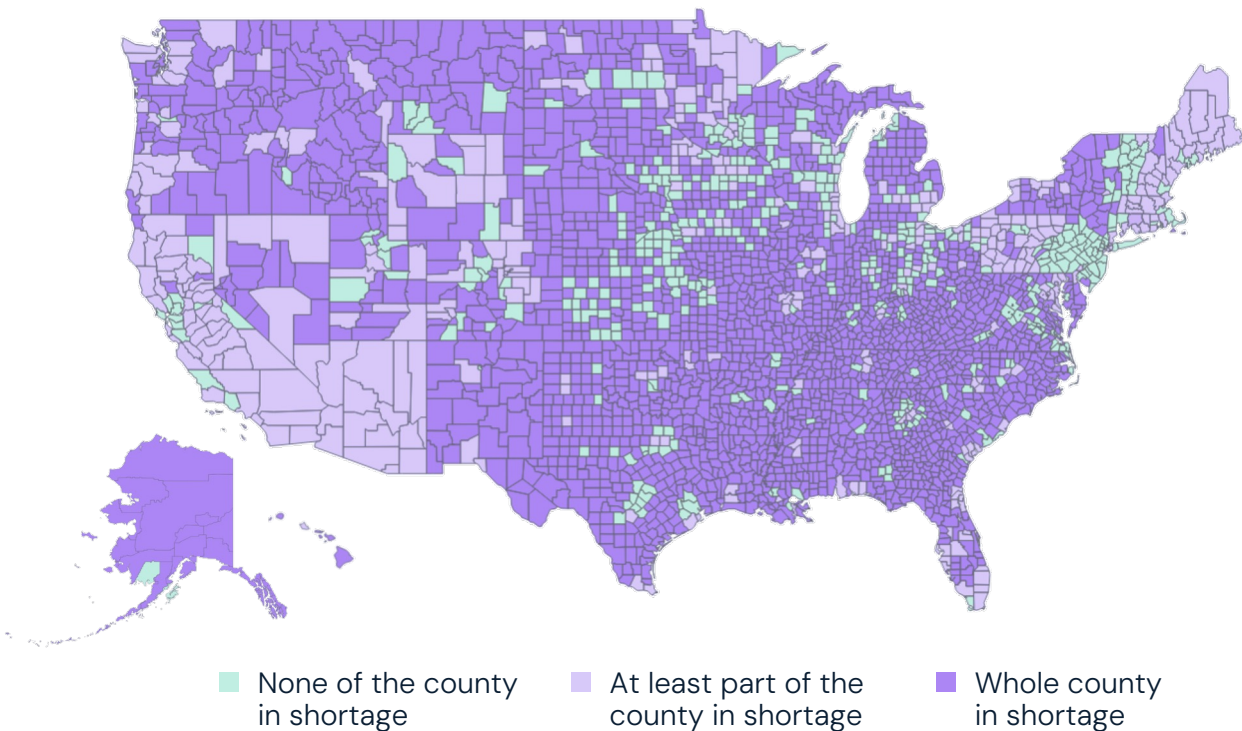 None of the county
in shortage
At least part of the
county in shortage
Whole county
in shortage